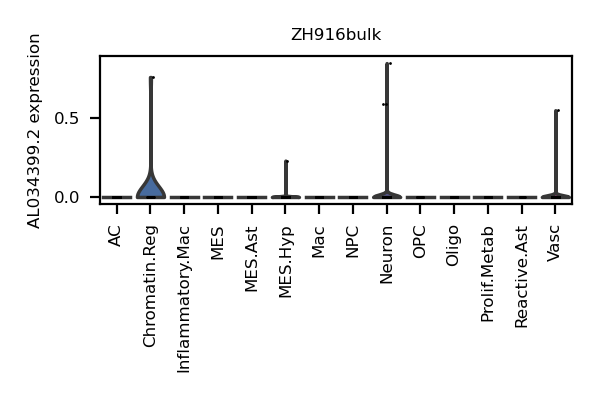 ZH916bulk
AL034399.2 expression
0.5
0.0
AC
Chromatin.Reg
Inflammatory.Mac
MES
MES.Ast
MES.Hyp
Mac
NPC
Neuron
OPC
Oligo
Prolif.Metab
Reactive.Ast
Vasc